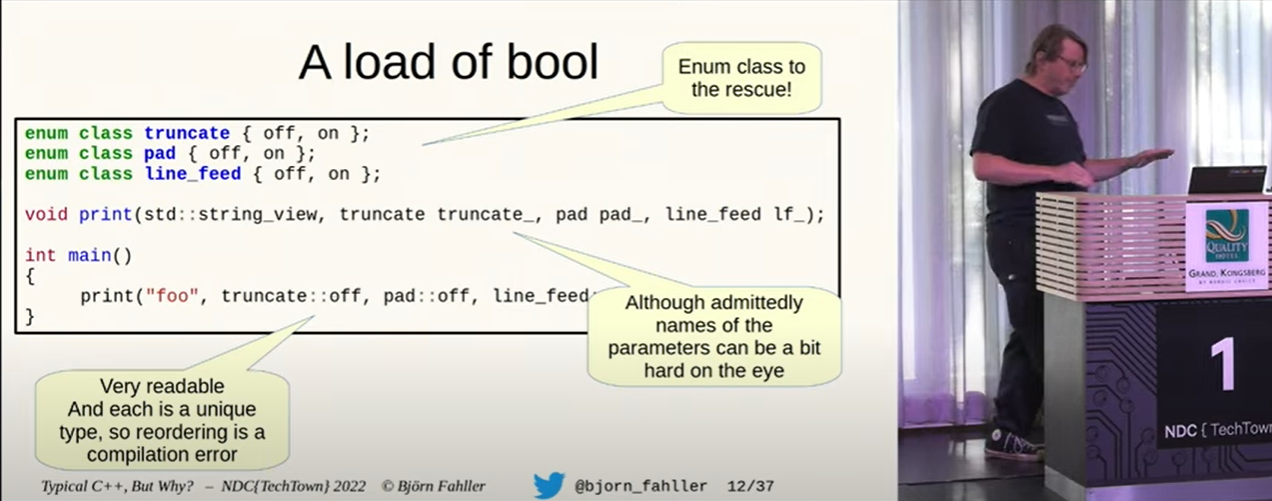 A load of bool
Enum class to
the rescue!
enum class truncate { off, on };
enum class pad { off, on };
enum class line_feed { off, on };
void print(std::string_view, truncate truncate_, pad pad_, line_feed lf_);
int main()
{
print("foo", truncate::off, pad::off, line_feed
}
Although admittedly
names of the
parameters can be a bit
hard on the eye
Very readable
And each is a unique
type, so reordering is a
compilation error
Typical C++, But Why? – NDC{TechTown} 2022 © Björn Fahller
@bjorn_fahller 12/37
QUALITY
HOTEL
GRAND, KONGSBERG
BY NORDIC CHOICE
1
NDC { TechTown